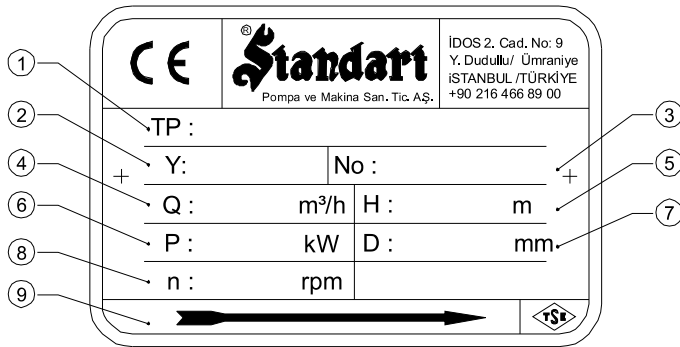 CE
® Standart
Pompa ve Makina San. Tic. A.Ş.
İDOS 2. Cad. No: 9
Y. Dudullu/ Ümraniye
iSTANBUL /TÜRKİYE
+90 216 466 89 00
1 TP :
2 Y: No : 3
4 Q : m³/h H : m 5
6 P : kW D : mm 7
8 n : rpm
9 TSE